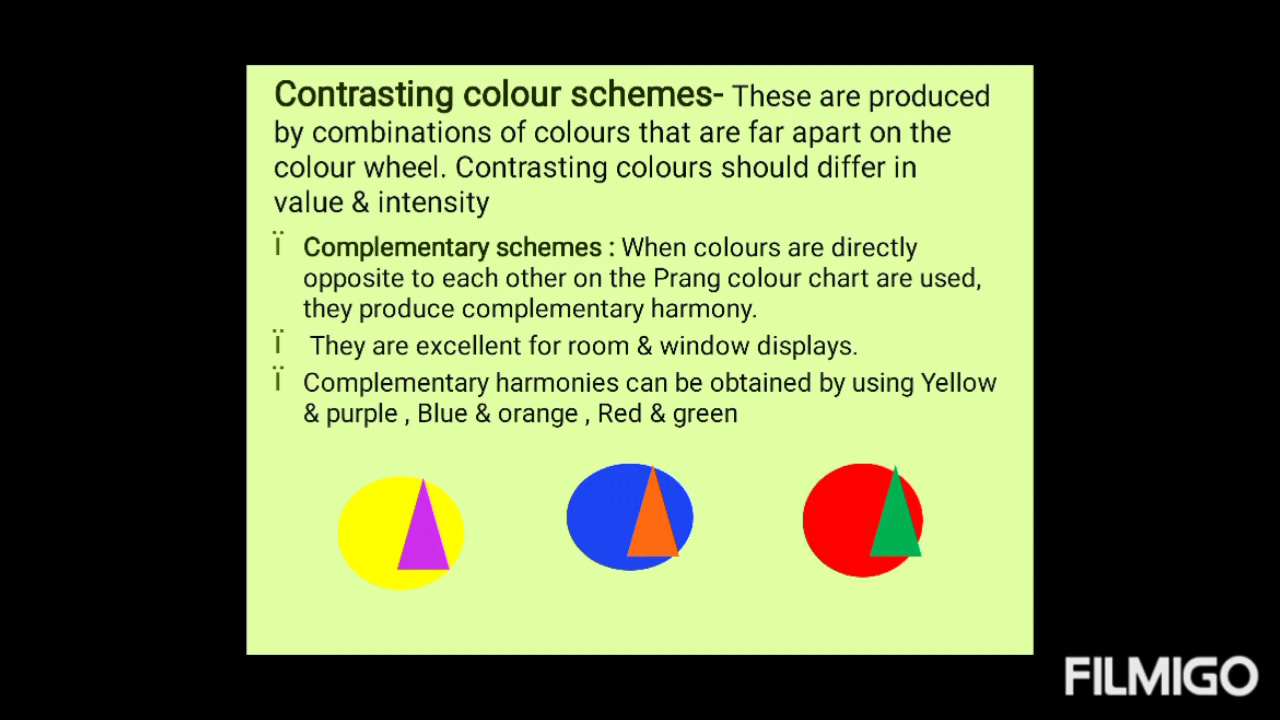 Contrasting colour schemes- These are produced
by combinations of colours that are far apart on the
colour wheel. Contrasting colours should differ in
value & intensity
Ï Complementary schemes : When colours are directly
opposite to each other on the Prang colour chart are used,
they produce complementary harmony.
Ï They are excellent for room & window displays.
Ï Complementary harmonies can be obtained by using Yellow
& purple , Blue & orange , Red & green
FILMIGO